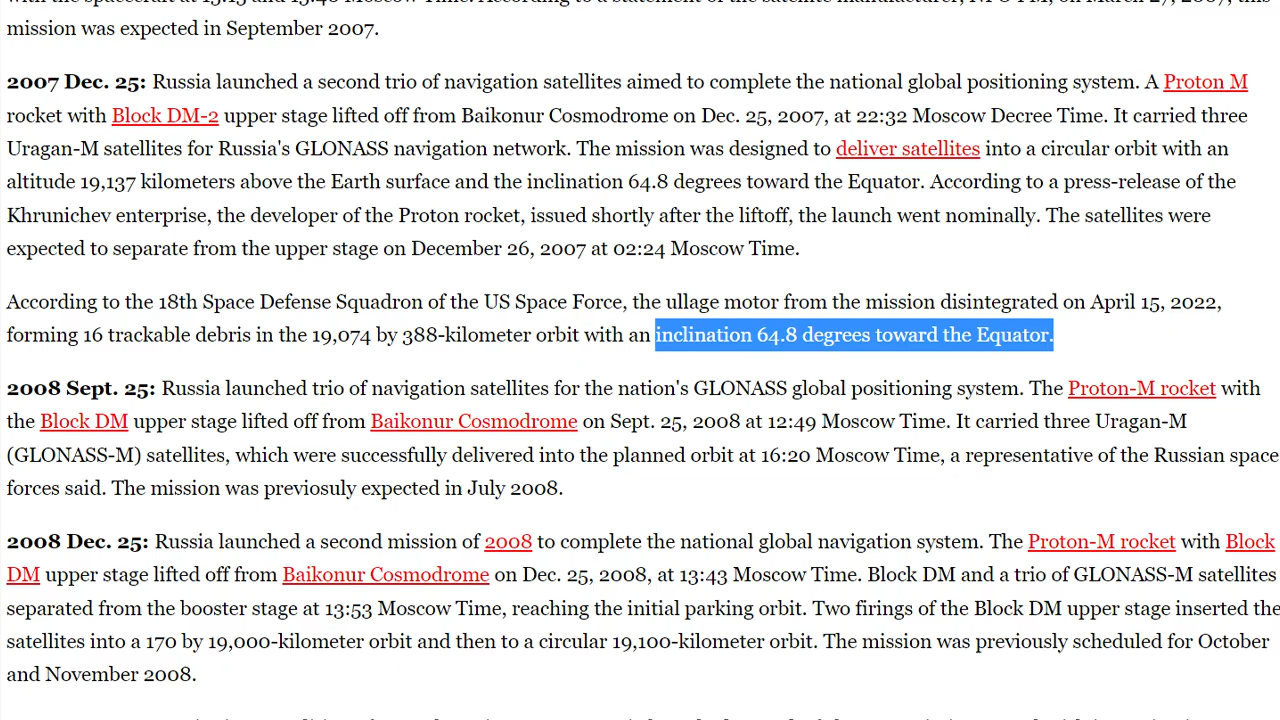 mission was expected in September 2007.
2007 Dec. 25: Russia launched a second trio of navigation satellites aimed to complete the national global positioning system. A Proton M
rocket with Block DM-2 upper stage lifted off from Baikonur Cosmodrome on Dec. 25, 2007, at 22:32 Moscow Decree Time. It carried three
Uragan-M satellites for Russia's GLONASS navigation network. The mission was designed to deliver satellites into a circular orbit with an
altitude 19,137 kilometers above the Earth surface and the inclination 64.8 degrees toward the Equator. According to a press-release of the
Khrunichev enterprise, the developer of the Proton rocket, issued shortly after the liftoff, the launch went nominally. The satellites were
expected to separate from the upper stage on December 26, 2007 at 02:24 Moscow Time.
According to the 18th Space Defense Squadron of the US Space Force, the ullage motor from the mission disintegrated on April 15, 2022,
forming 16 trackable debris in the 19,074 by 388-kilometer orbit with an inclination 64.8 degrees toward the Equator.
2008 Sept. 25: Russia launched trio of navigation satellites for the nation's GLONASS global positioning system. The Proton-M rocket with
the Block DM upper stage lifted off from Baikonur Cosmodrome on Sept. 25, 2008 at 12:49 Moscow Time. It carried three Uragan-M
(GLONASS-M) satellites, which were successfully delivered into the planned orbit at 16:20 Moscow Time, a representative of the Russian space
forces said. The mission was previosuly expected in July 2008.
2008 Dec. 25: Russia launched a second mission of 2008 to complete the national global navigation system. The Proton-M rocket with Block
DM upper stage lifted off from Baikonur Cosmodrome on Dec. 25, 2008, at 13:43 Moscow Time. Block DM and a trio of GLONASS-M satellites
separated from the booster stage at 13:53 Moscow Time, reaching the initial parking orbit. Two firings of the Block DM upper stage inserted the
satellites into a 170 by 19,000-kilometer orbit and then to a circular 19,100-kilometer orbit. The mission was previously scheduled for October
and November 2008.